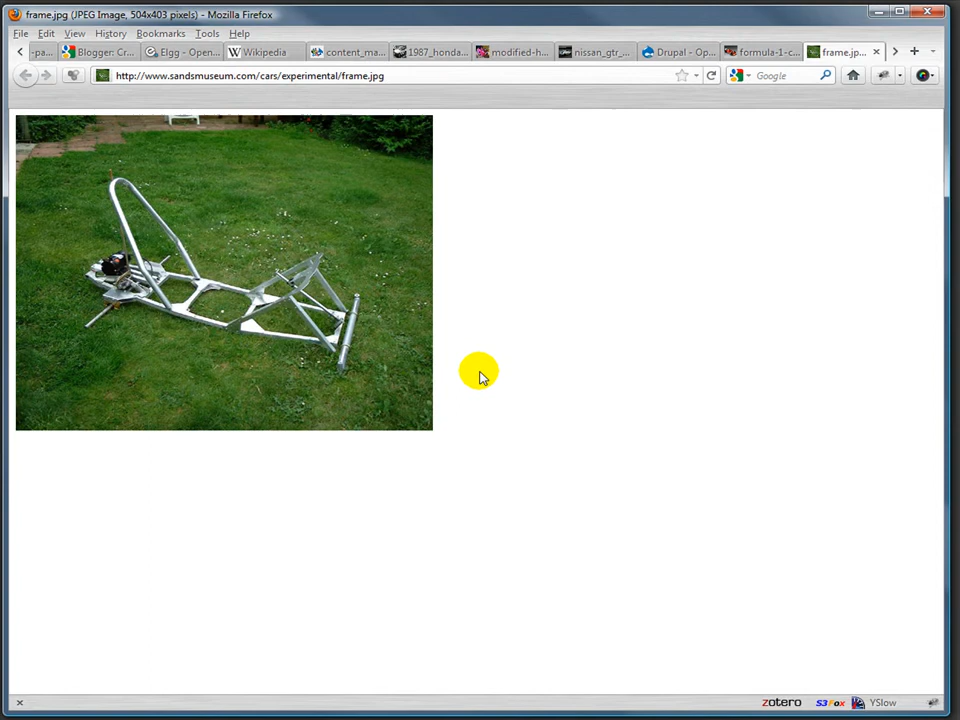 frame.jpg (JPEG Image, 504x403 pixels) - Mozilla Firefox
File Edit View History Bookmarks Tools Help
-pa... Blogger: Cr... Elgg - Open... Wikipedia content_ma... 1987_honda... modified-h... nissan_gtr_... Drupal - Op... formula-1-c... frame.jp...
http://www.sandsmuseum.com/cars/experimental/frame.jpg Google
zotero S3Fox YSlow